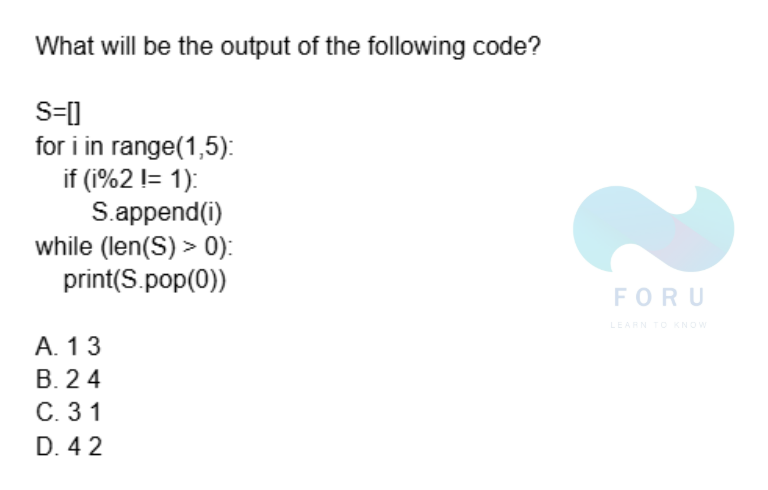 What will be the output of the following code?
S=[]
for i in range(1,5):
if (i%2 != 1):
S.append(i)
while (len(S) > 0):
print(S.pop(0))
FORU
LEARN TO KNOW
A. 1 3
B. 2 4
C. 3 1
D. 4 2